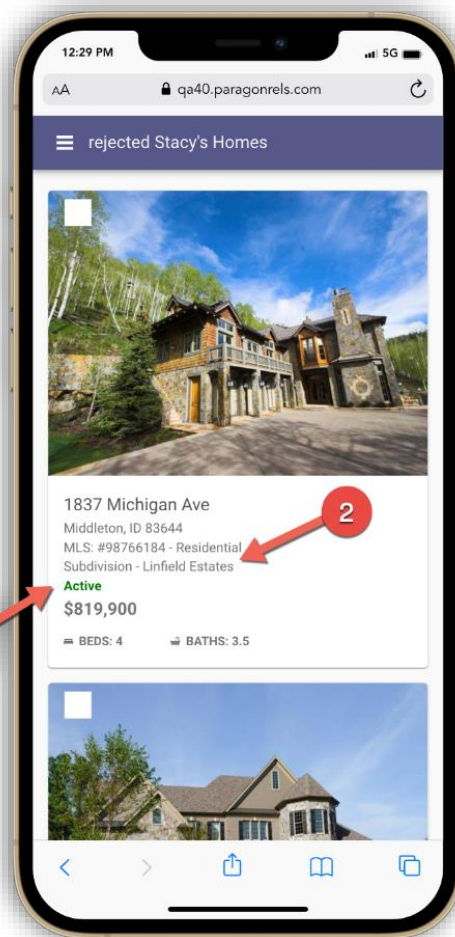 12:29 PM
5G
AA
qa40.paragonrels.com
rejected Stacy's Homes
1837 Michigan Ave
Middleton, ID 83644
MLS: #98766184 - Residential
2
Subdivision - Linfield Estates
Active
$819,900
BEDS: 4 BATHS: 3.5